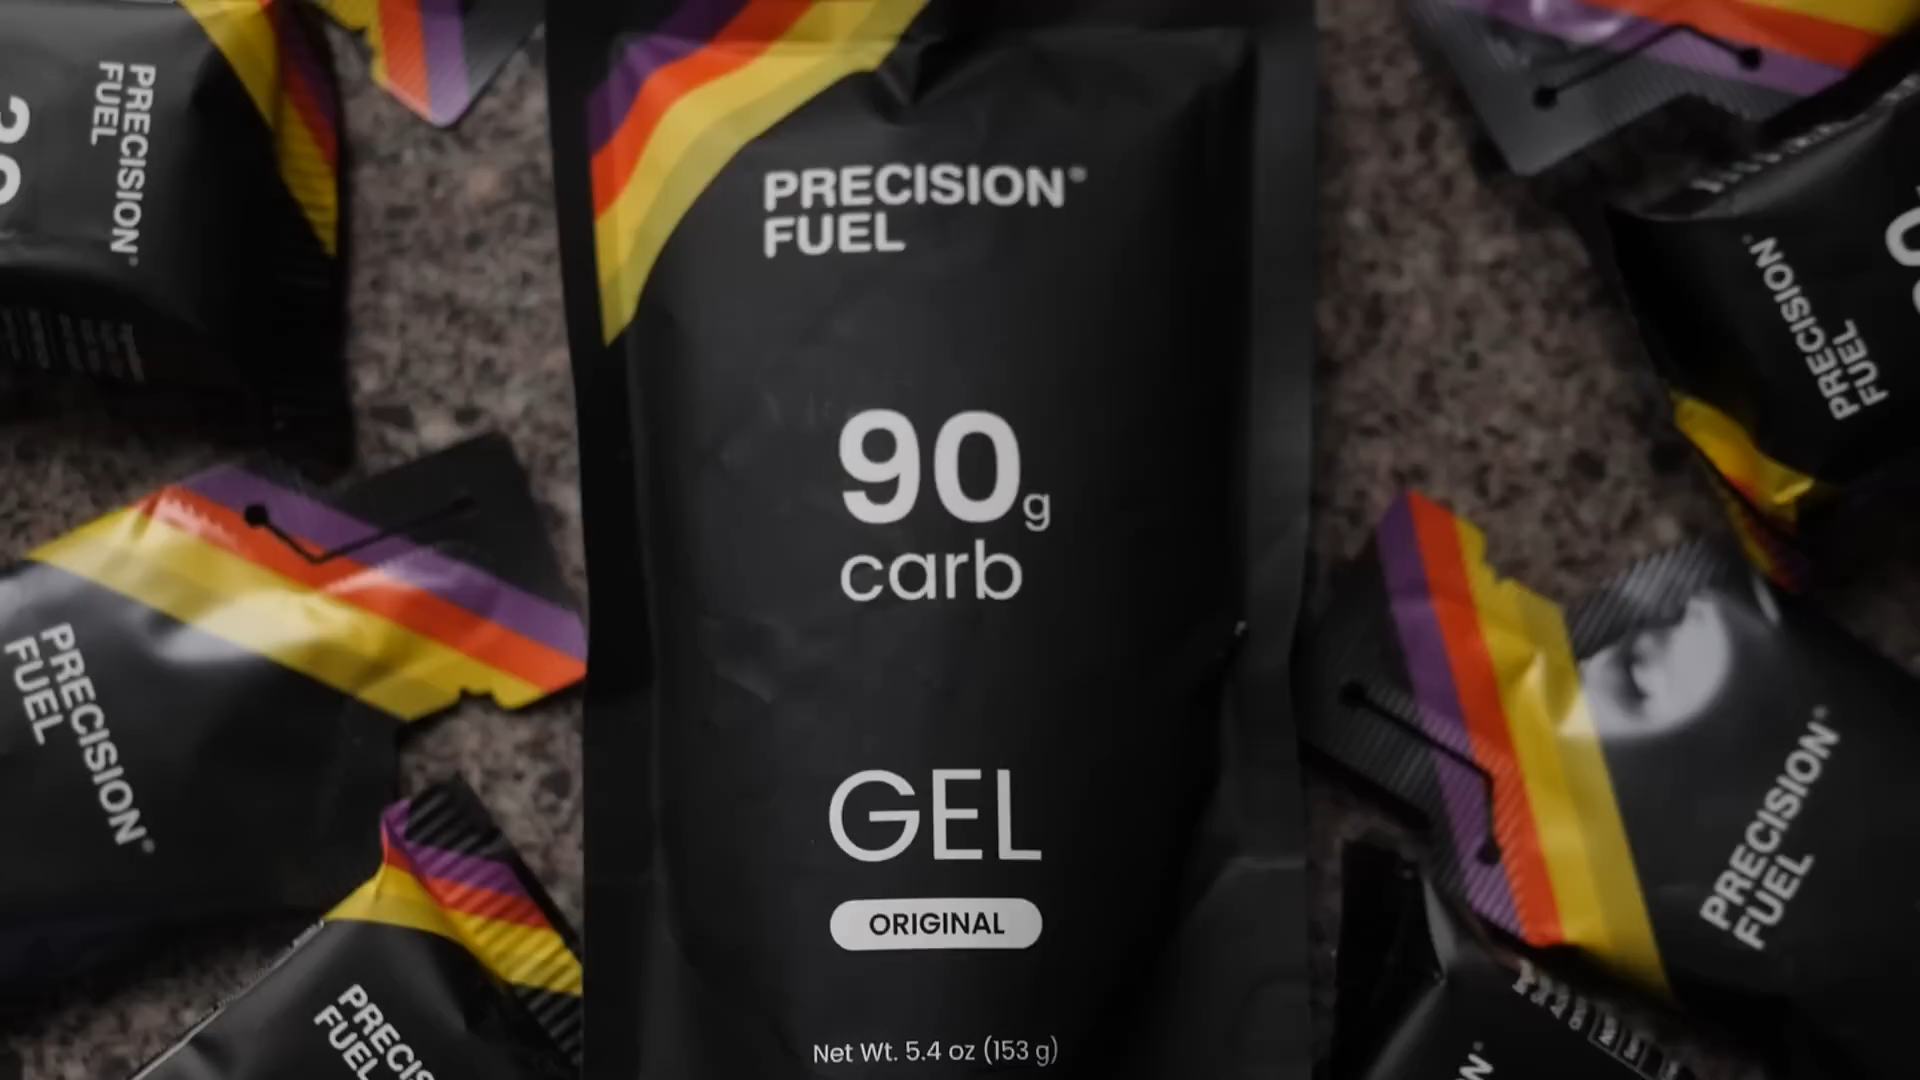 PRECISION®
FUEL
90g
carb
GEL
ORIGINAL
Net Wt. 5.4 oz (153 g)
PRECISION®
FUEL
PRECISION®
FUEL
PRECISION®
FUEL
FUEL
PRECISION®
FUEL